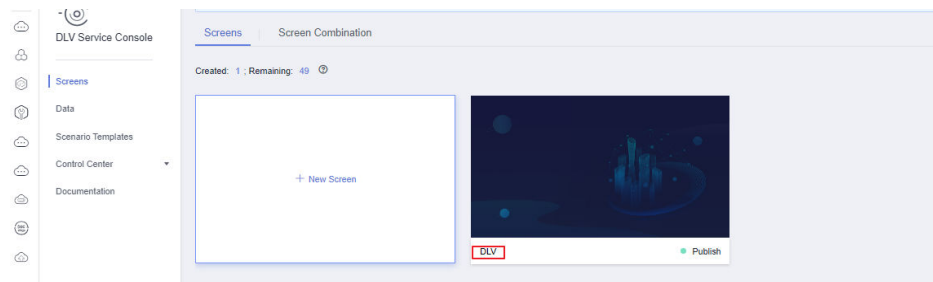 DLV Service Console
Screens
Data
Scenario Templates
Control Center
Documentation
Screens Screen Combination
Created: 1 ; Remaining: 49
+ New Screen
DLV Publish